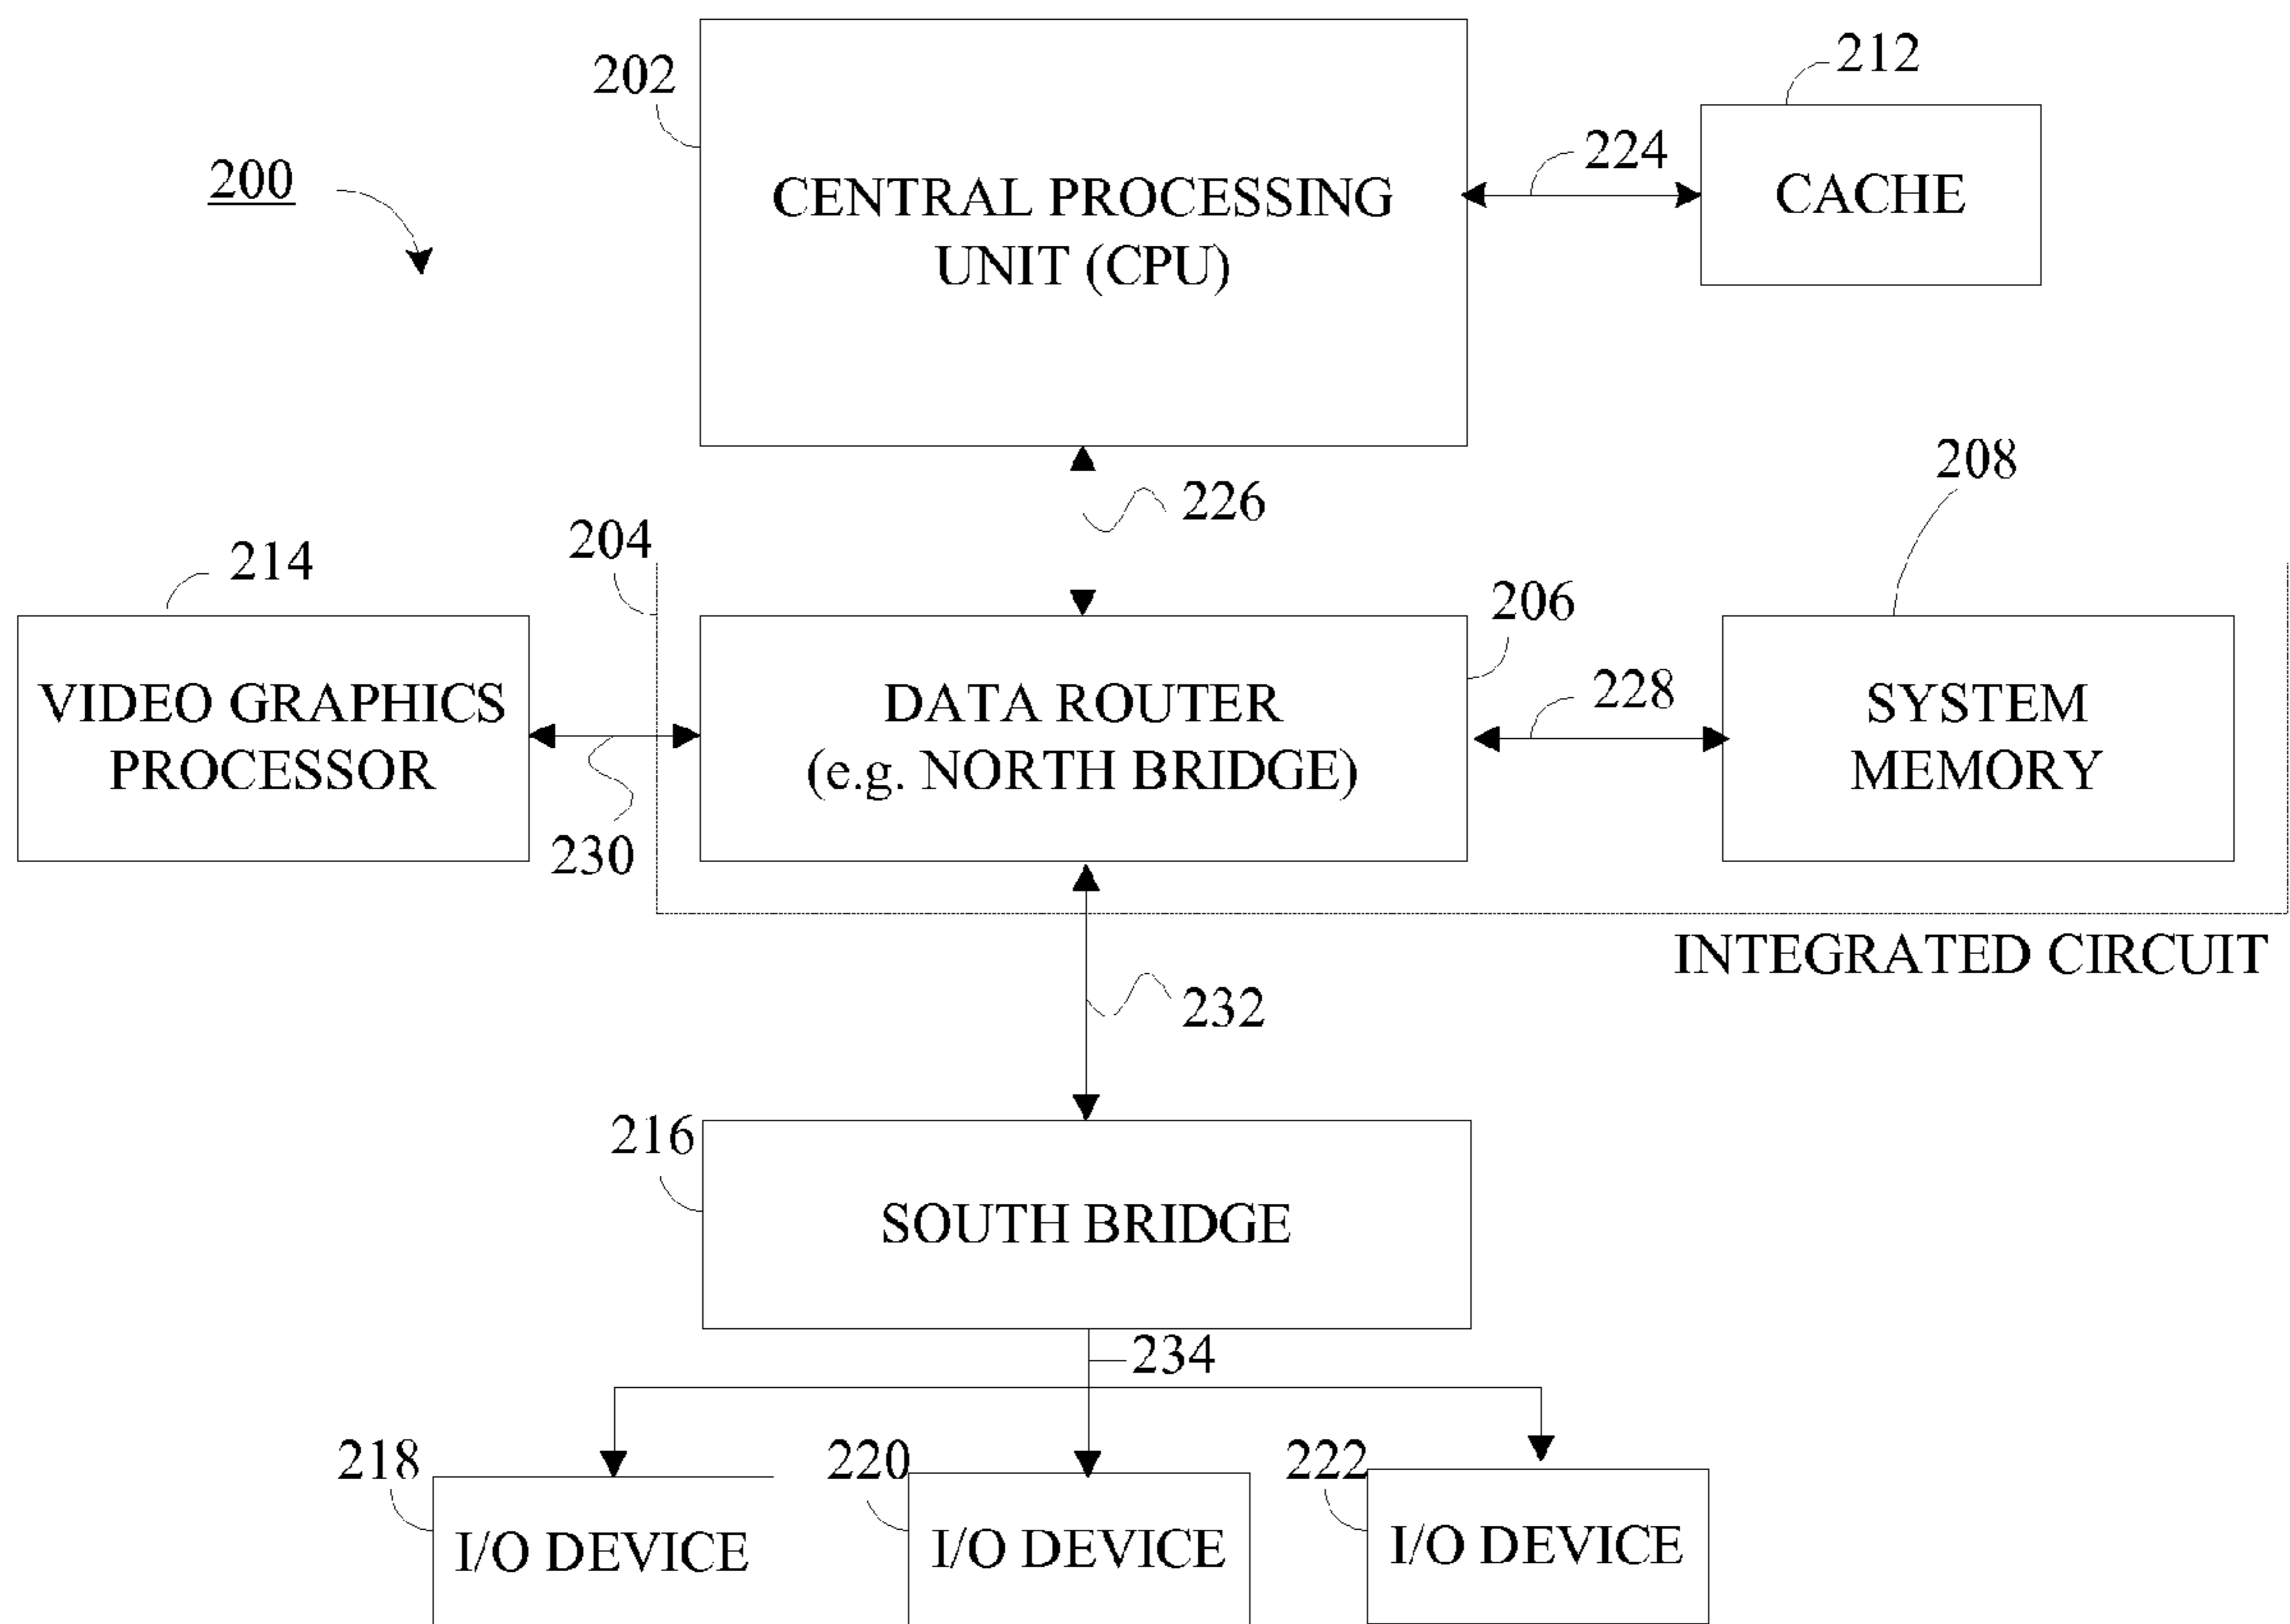 202
212
200
224
CENTRAL PROCESSING
UNIT (CPU)
CACHE
208
226
204
214
206
VIDEO GRAPHICS
PROCESSOR
DATA ROUTER
(e.g. NORTH BRIDGE)
228
SYSTEM
MEMORY
230
INTEGRATED CIRCUIT
232
216
SOUTH BRIDGE
234
218
220
222
I/O DEVICE
I/O DEVICE
I/O DEVICE